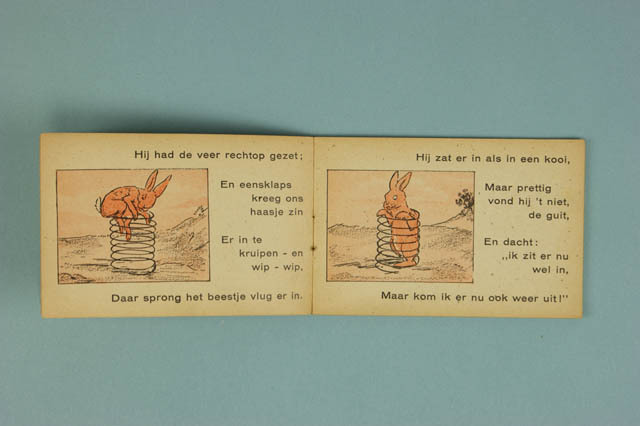 Hij had de veer rechtop gezet;
En eensklaps
kreeg ons
haasje zin
Er in te
kruipen - en
wip - wip,
Daar sprong het beestje vlug er in.
Hij zat er in als in een kooi,
Maar prettig
vond hij 't niet,
de guit,
En dacht:
„ik zit er nu
wel in,
Maar kom ik er nu ook weer uit!"